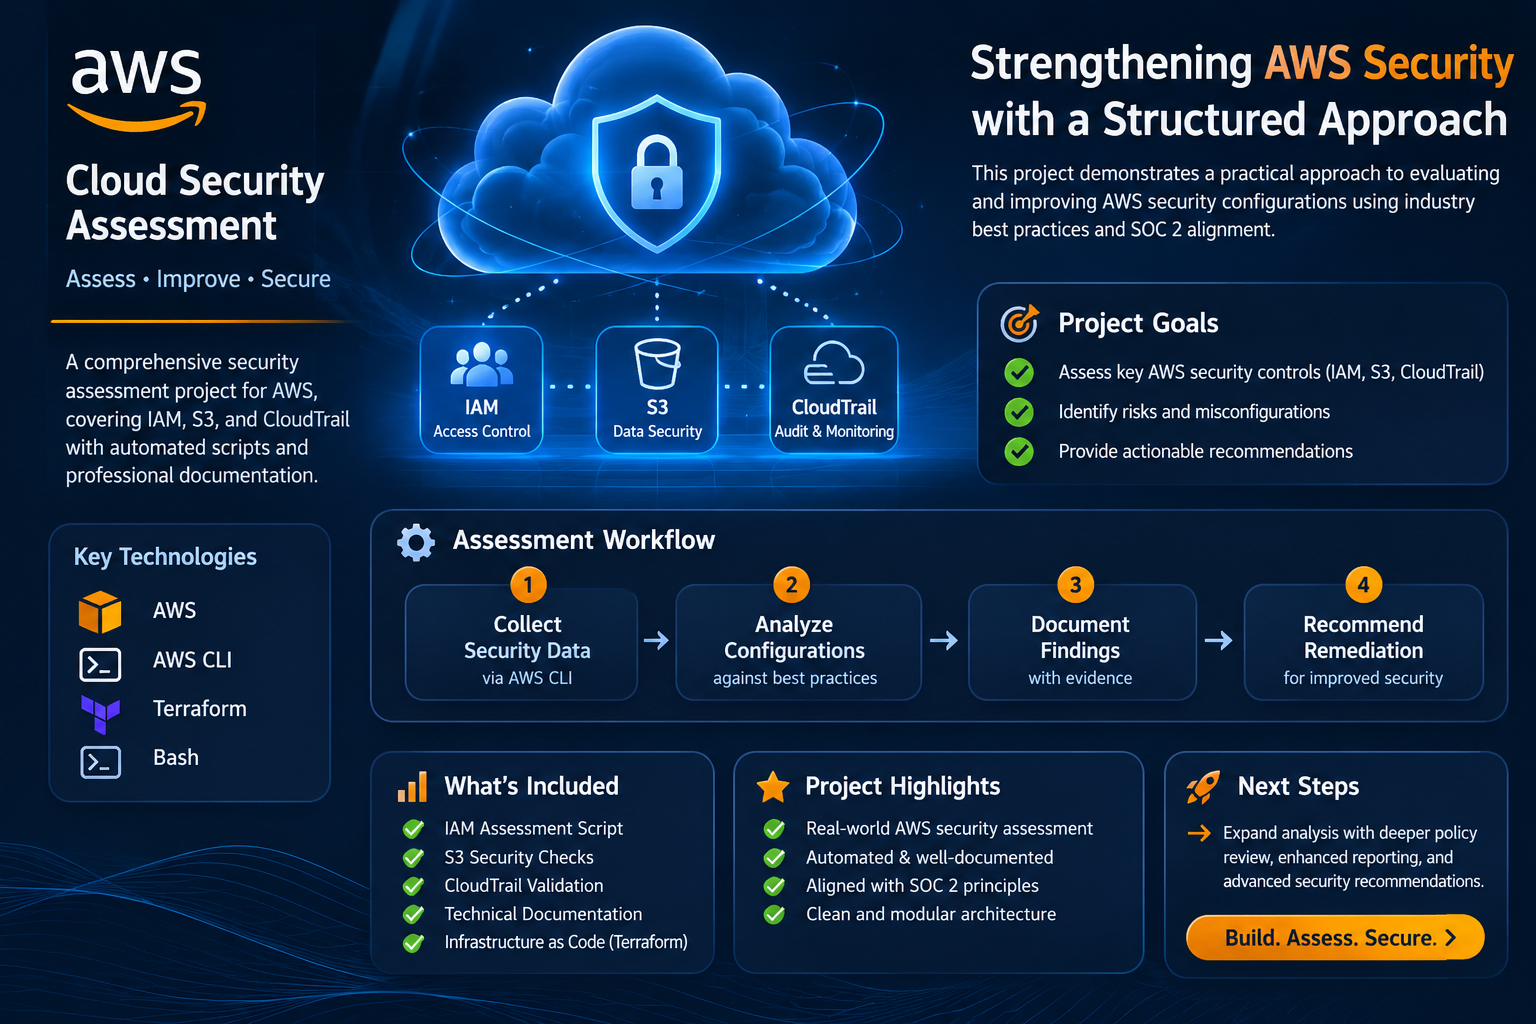 aws
Cloud Security
Assessment
Assess • Improve • Secure
A comprehensive security
assessment project for AWS,
covering IAM, S3, and CloudTrail
with automated scripts and
professional documentation.
Key Technologies
AWS
AWS CLI
Terraform
Bash
IAM
Access Control
S3
Data Security
CloudTrail
Audit & Monitoring
Strengthening AWS Security
with a Structured Approach
This project demonstrates a practical approach to evaluating
and improving AWS security configurations using industry
best practices and SOC 2 alignment.
Project Goals
Assess key AWS security controls (IAM, S3, CloudTrail)
Identify risks and misconfigurations
Provide actionable recommendations
Assessment Workflow
1
Collect
Security Data
via AWS CLI
2
Analyze
Configurations
against best practices
3
Document
Findings
with evidence
4
Recommend
Remediation
for improved security
What's Included
IAM Assessment Script
S3 Security Checks
CloudTrail Validation
Technical Documentation
Infrastructure as Code (Terraform)
Project Highlights
Real-world AWS security assessment
Automated & well-documented
Aligned with SOC 2 principles
Clean and modular architecture
Next Steps
Expand analysis with deeper policy
review, enhanced reporting, and
advanced security recommendations.
Build. Assess. Secure.